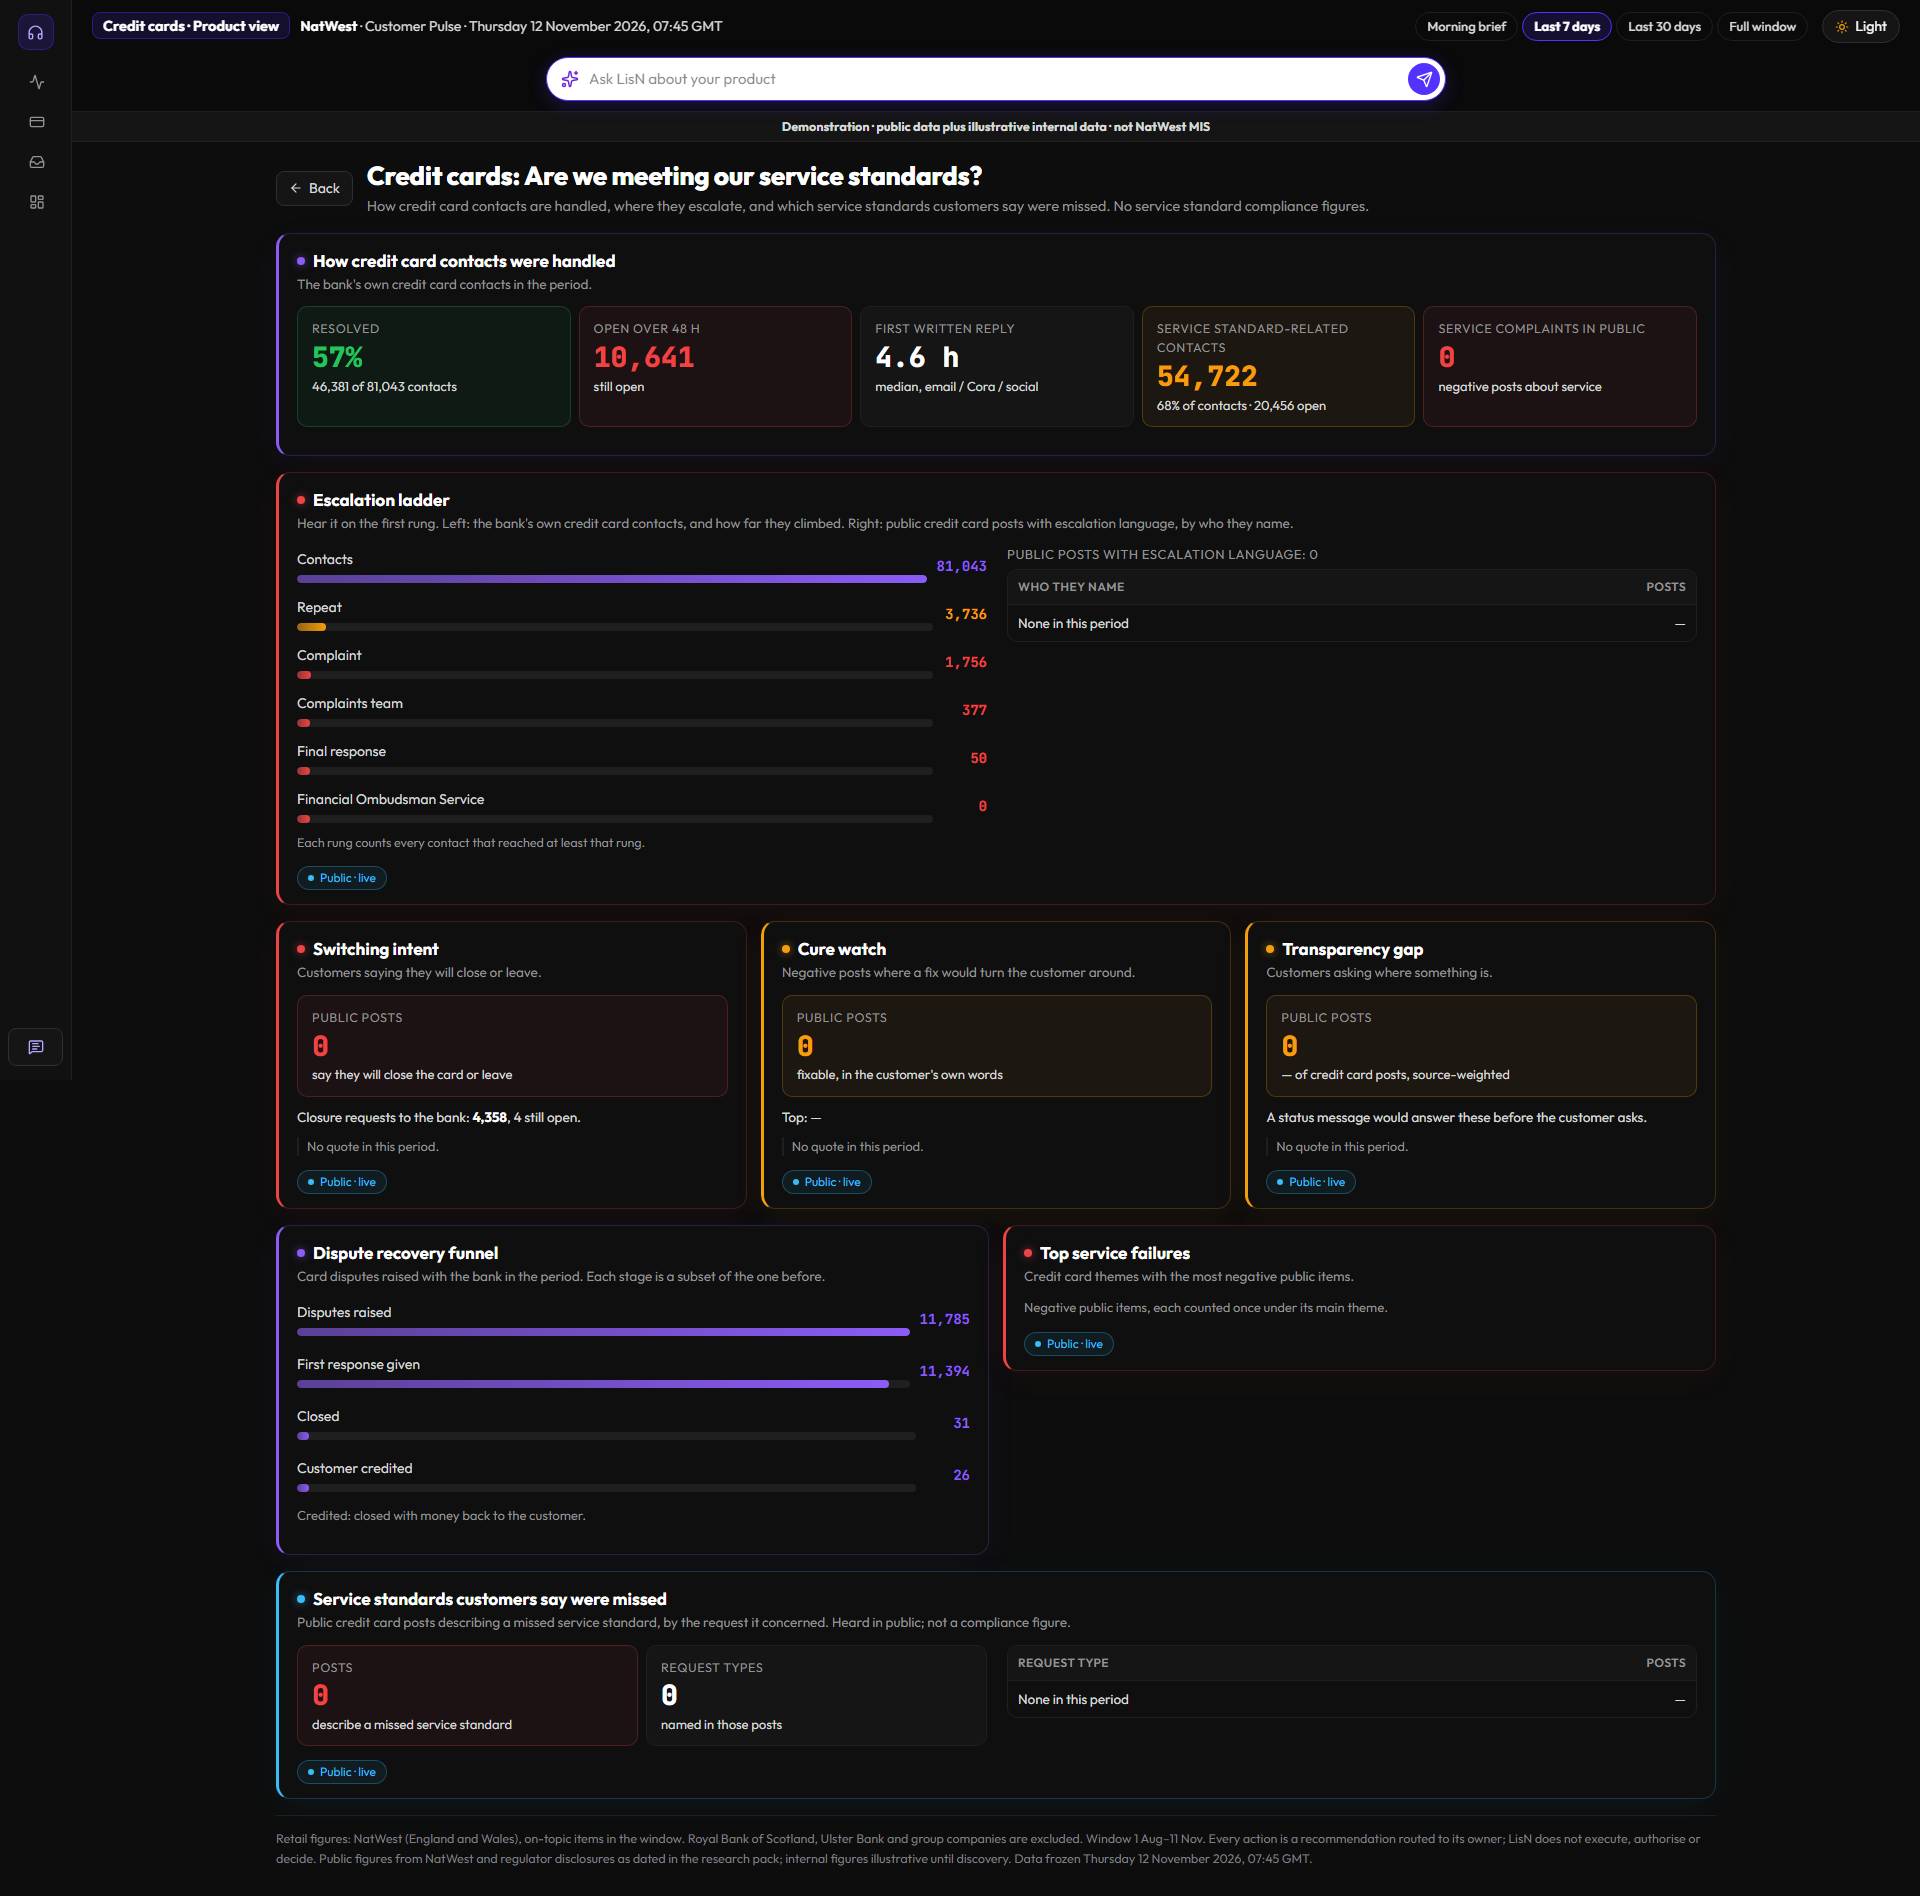 Credit cards · Product view
NatWest · Customer Pulse · Thursday 12 November 2026, 07:45 GMT
Morning brief
Last 7 days
Last 30 days
Full window
Light
Ask LisN about your product
Demonstration · public data plus illustrative internal data · not NatWest MIS
Back
Credit cards: Are we meeting our service standards?
How credit card contacts are handled, where they escalate, and which service standards customers say were missed. No service standard compliance figures.
How credit card contacts were handled
The bank's own credit card contacts in the period.
RESOLVED
57%
46,381 of 81,043 contacts
OPEN OVER 48 H
10,641
still open
FIRST WRITTEN REPLY
4.6 h
median, email / Cora / social
SERVICE STANDARD-RELATED
CONTACTS
54,722
68% of contacts · 20,456 open
SERVICE COMPLAINTS IN PUBLIC
0
negative posts about service
Escalation ladder
Hear it on the first rung. Left: the bank's own credit card contacts, and how far they climbed. Right: public credit card posts with escalation language, by who they name.
Contacts
81,043
Repeat
3,736
Complaint
1,756
Complaints team
377
Final response
50
Financial Ombudsman Service
0
Each rung counts every contact that reached at least that rung.
Public · live
PUBLIC POSTS WITH ESCALATION LANGUAGE: 0
WHO THEY NAME POSTS
None in this period —
Switching intent
Customers saying they will close or leave.
PUBLIC POSTS
0
say they will close the card or leave
Closure requests to the bank: 4,358, 4 still open.
No quote in this period.
Public · live
Cure watch
Negative posts where a fix would turn the customer around.
PUBLIC POSTS
0
fixable, in the customer's own words
Top: —
No quote in this period.
Public · live
Transparency gap
Customers asking where something is.
PUBLIC POSTS
0
— of credit card posts, source-weighted
A status message would answer these before the customer asks.
No quote in this period.
Public · live
Dispute recovery funnel
Card disputes raised with the bank in the period. Each stage is a subset of the one before.
Disputes raised
11,785
First response given
11,394
Closed
31
Customer credited
26
Credited: closed with money back to the customer.
Top service failures
Credit card themes with the most negative public items.
Negative public items, each counted once under its main theme.
Public · live
Service standards customers say were missed
Public credit card posts describing a missed service standard, by the request it concerned. Heard in public; not a compliance figure.
POSTS
0
describe a missed service standard
REQUEST TYPES
0
named in those posts
REQUEST TYPE POSTS
None in this period —
Public · live
Retail figures: NatWest (England and Wales), on-topic items in the window. Royal Bank of Scotland, Ulster Bank and group companies are excluded. Window 1 Aug–11 Nov. Every action is a recommendation routed to its owner; LisN does not execute, authorise or
decide. Public figures from NatWest and regulator disclosures as dated in the research pack; internal figures illustrative until discovery. Data frozen Thursday 12 November 2026, 07:45 GMT.